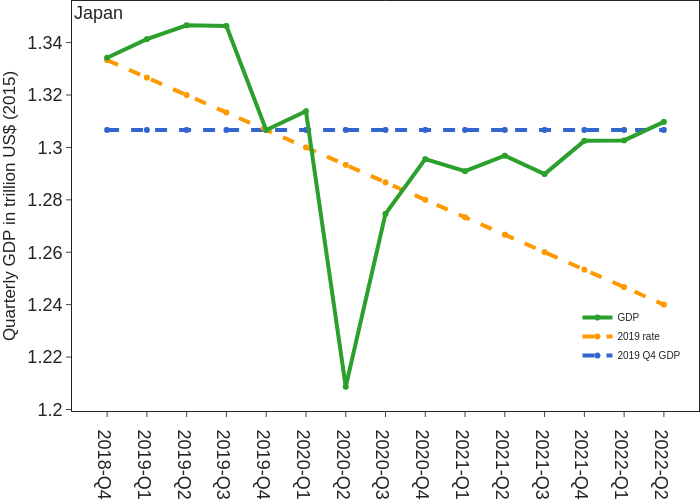 Japan
Quarterly GDP in trillion US$ (2015)
1.34
1.32
1.3
1.28
1.26
1.24
1.22
1.2
GDP
2019 rate
2019 Q4 GDP
2018-Q4
2019-Q1
2019-Q2
2019-Q3
2019-Q4
2020-Q1
2020-Q2
2020-Q3
2020-Q4
2021-Q1
2021-Q2
2021-Q3
2021-Q4
2022-Q1
2022-Q2